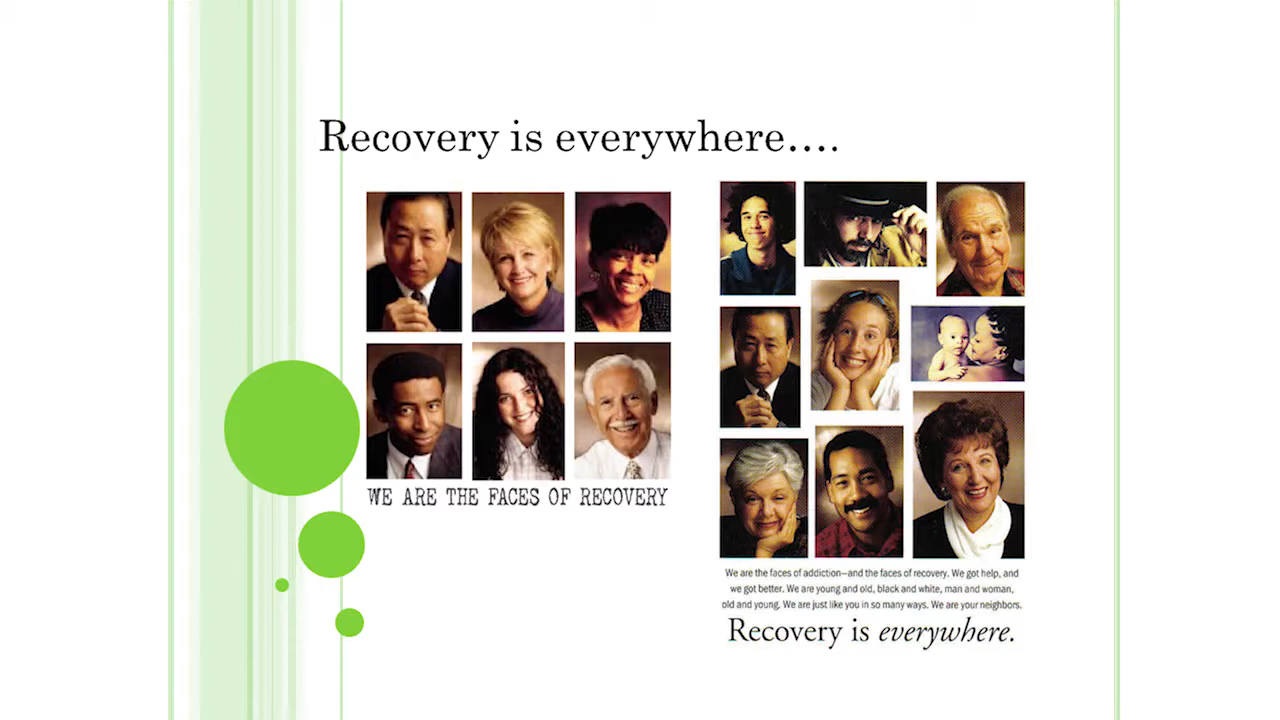 Recovery is everywhere….
WE ARE THE FACES OF RECOVERY
We are the faces of addiction—and the faces of recovery. We got help, and
we got better. We are young and old, black and white, man and woman,
old and young. We are just like you in so many ways. We are your neighbors.
Recovery is everywhere.